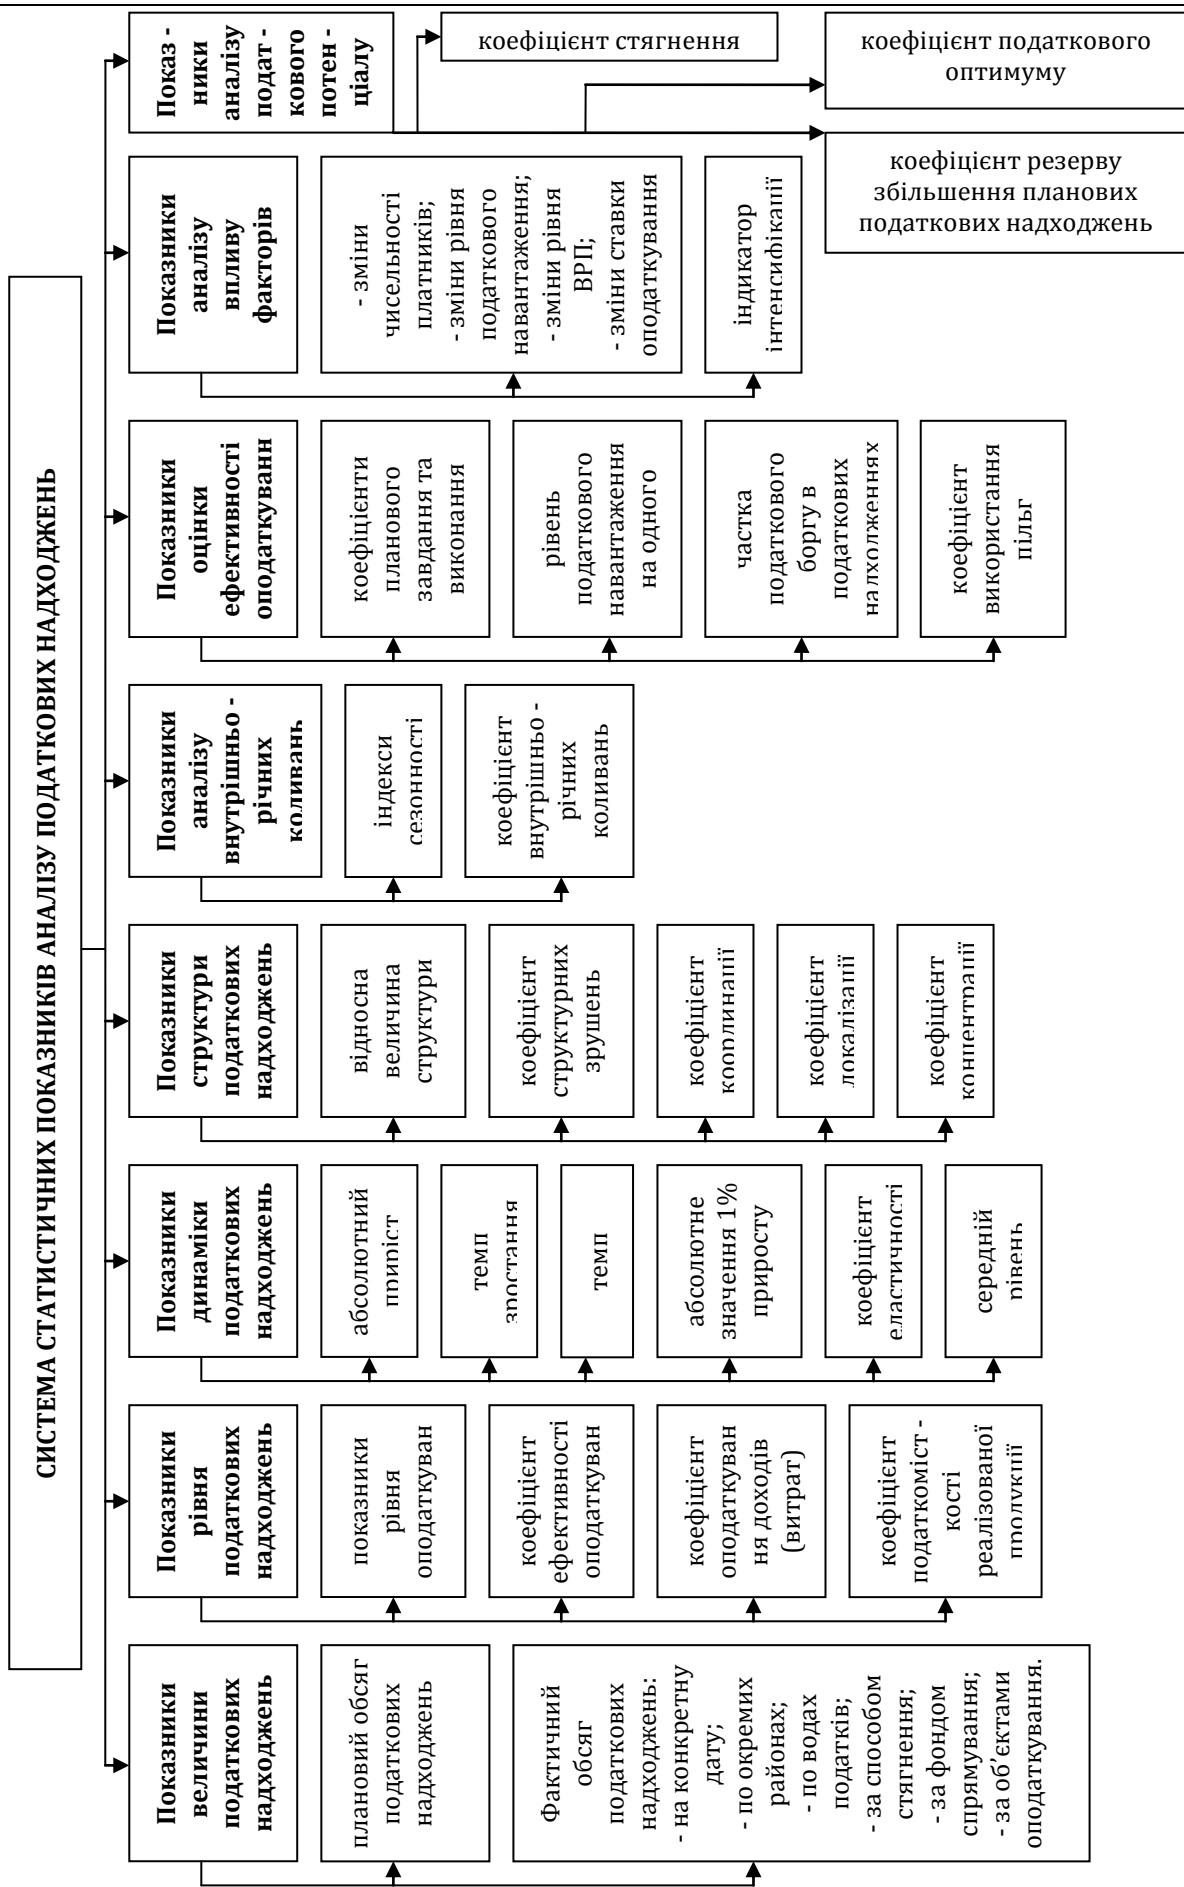 СИСТЕМА СТАТИСТИЧНИХ ПОКАЗНИКІВ АНАЛІЗУ ПОДАТКОВИХ НАДХОДЖЕНЬ
Показники
величини
податкових
надходжень
плановий обсяг
податкових
надходжень
Фактичний
обсяг
податкових
надходжень:
- на конкретну
дату;
- по окремих
районах;
- по водах
податків;
- за способом
стягнення;
- за фондом
спрямування;
- за об’єктами
оподаткування.
Показники
рівня
податкових
надходжень
показники
рівня
оподаткуван
коефіцієнт
ефективності
оподаткуван
коефіцієнт
оподаткуван
ня доходів
(витрат)
коефіцієнт
податкоміст -
кості
реалізованої
продукції
Показники
динаміки
податкових
надходжень
абсолютний
приріст
темп
зростання
темп
абсолютне
значення 1%
приросту
коефіцієнт
еластичності
середній
рівень
Показники
структури
податкових
надходжень
відносна
величина
структури
коефіцієнт
структурних
зрушень
коефіцієнт
координації
коефіцієнт
локалізації
коефіцієнт
концентрації
Показники
аналізу
внутрішньо -
річних
коливань
індекси
сезонності
коефіцієнт
внутрішньо -
річних
коливань
Показники
оцінки
ефективності
оподаткуванн
коефіцієнти
планового
завдання та
виконання
рівень
податкового
навантаження
на одного
частка
податкового
боргу в
податкових
надходженнях
коефіцієнт
використання
пільг
Показники
аналізу
впливу
факторів
- зміни
чисельності
платників;
- зміни рівня
податкового
навантаження;
- зміни рівня
ВРП;
- зміни ставки
оподаткування
індикатор
інтенсифікації
Показ -
ники
аналізу
подат -
кового
потен -
ціалу
коефіцієнт стягнення
коефіцієнт податкового
оптимуму
коефіцієнт резерву
збільшення планових
податкових надходжень